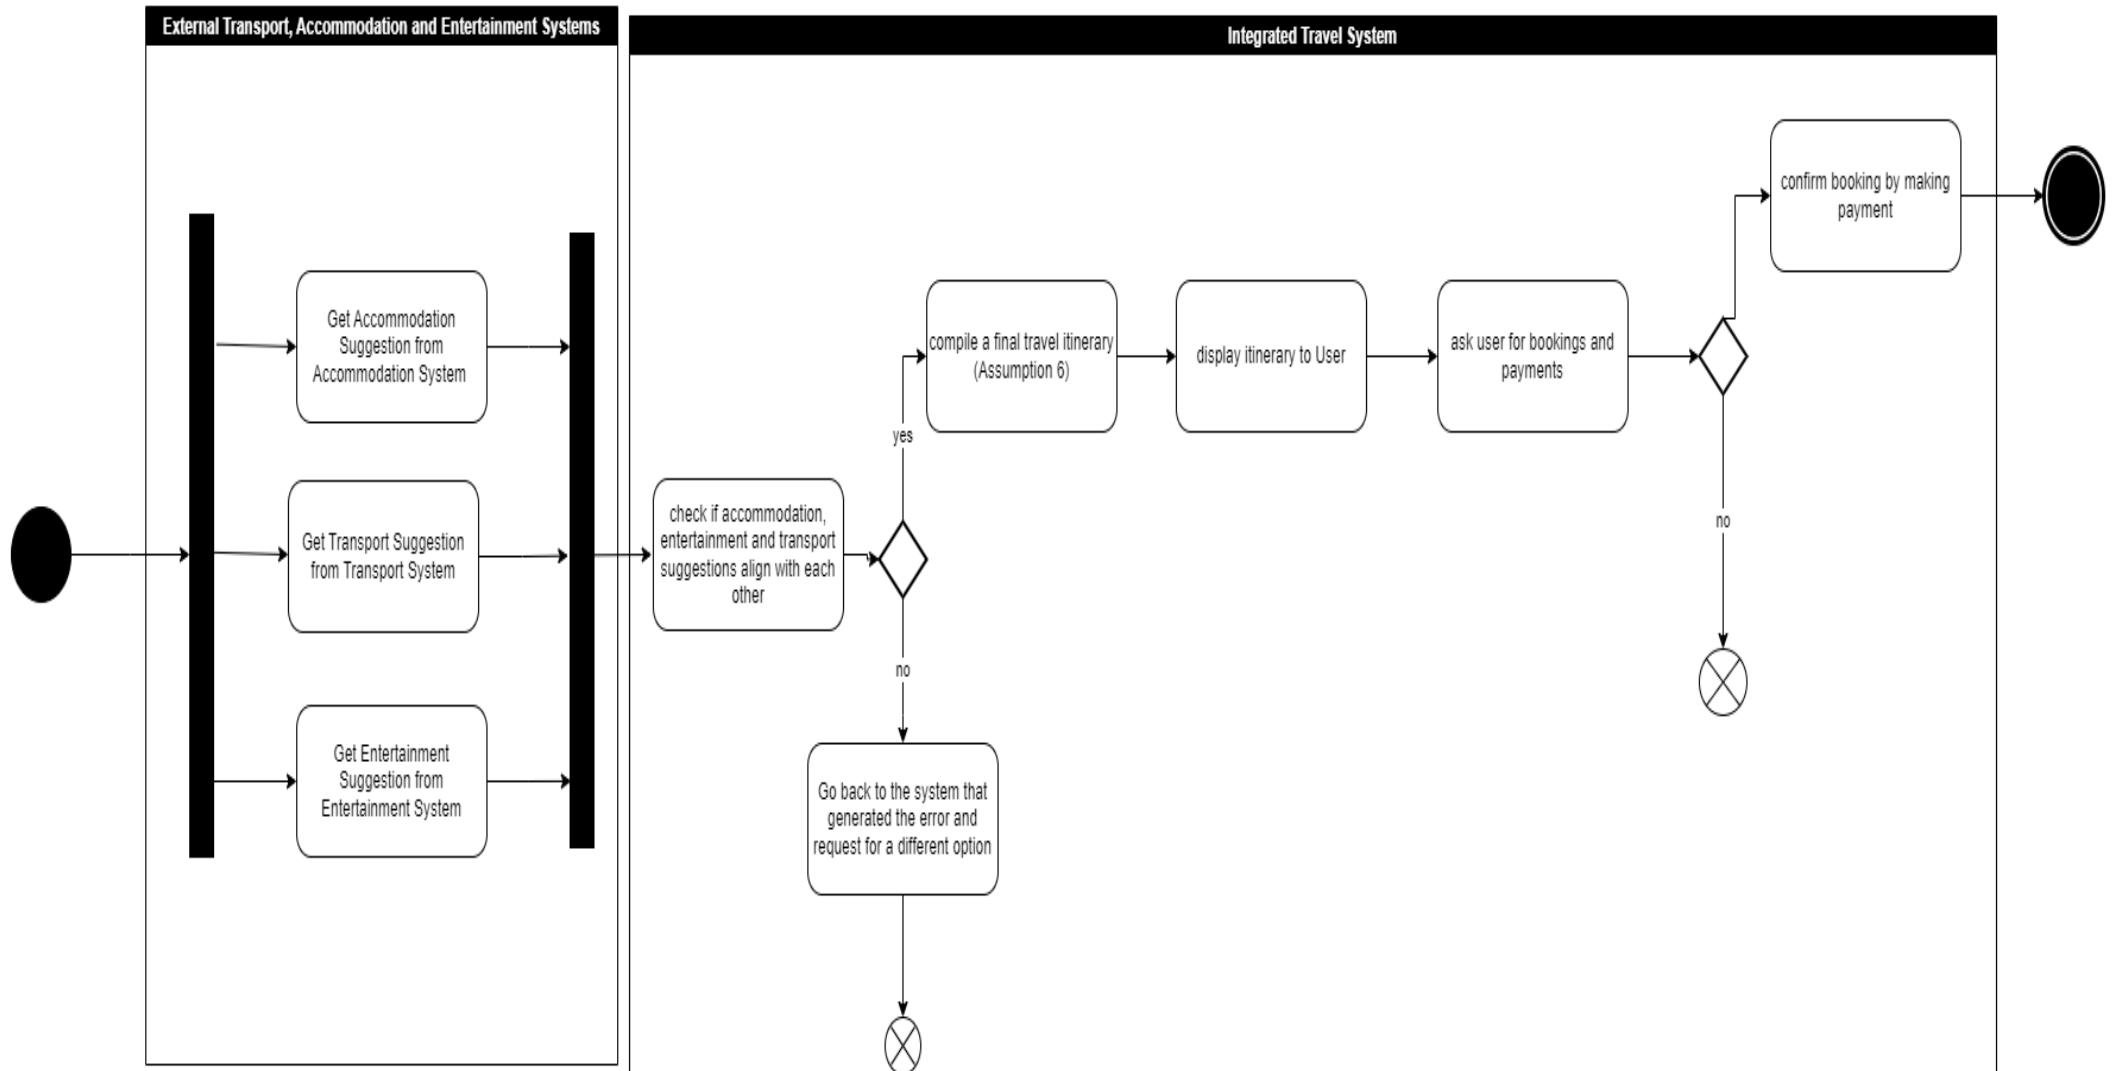 External Transport, Accommodation and Entertainment Systems
Integrated Travel System
Get Accommodation
Suggestion from
Accommodation System
Get Transport Suggestion
from Transport System
Get Entertainment
Suggestion from
Entertainment System
check if accommodation,
entertainment and transport
suggestions align with each
other
yes
no
Go back to the system that
generated the error and
request for a different option
compile a final travel itinerary
(Assumption 6)
display itinerary to User
ask user for bookings and
payments
no
confirm booking by making
payment